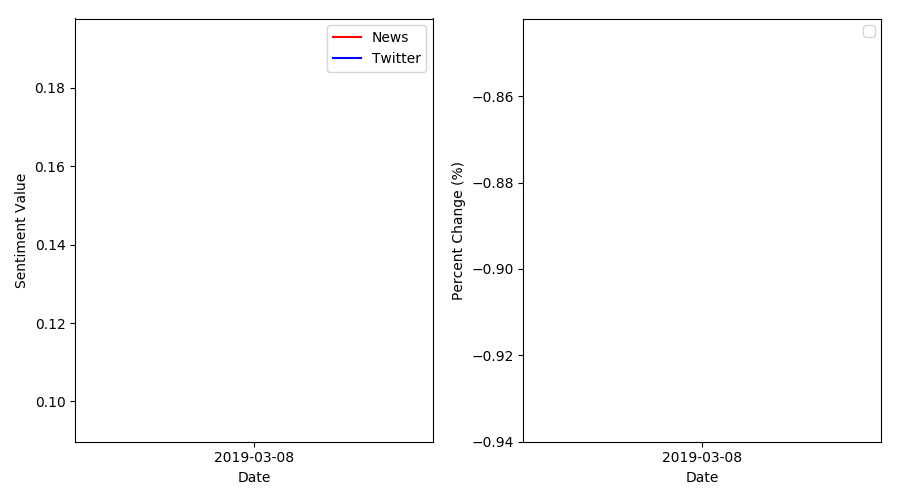 News
Twitter
0.18
0.16
0.14
0.12
0.10
Sentiment Value
2019-03-08
Date
−0.86
−0.88
−0.90
−0.92
−0.94
Percent Change (%)
2019-03-08
Date